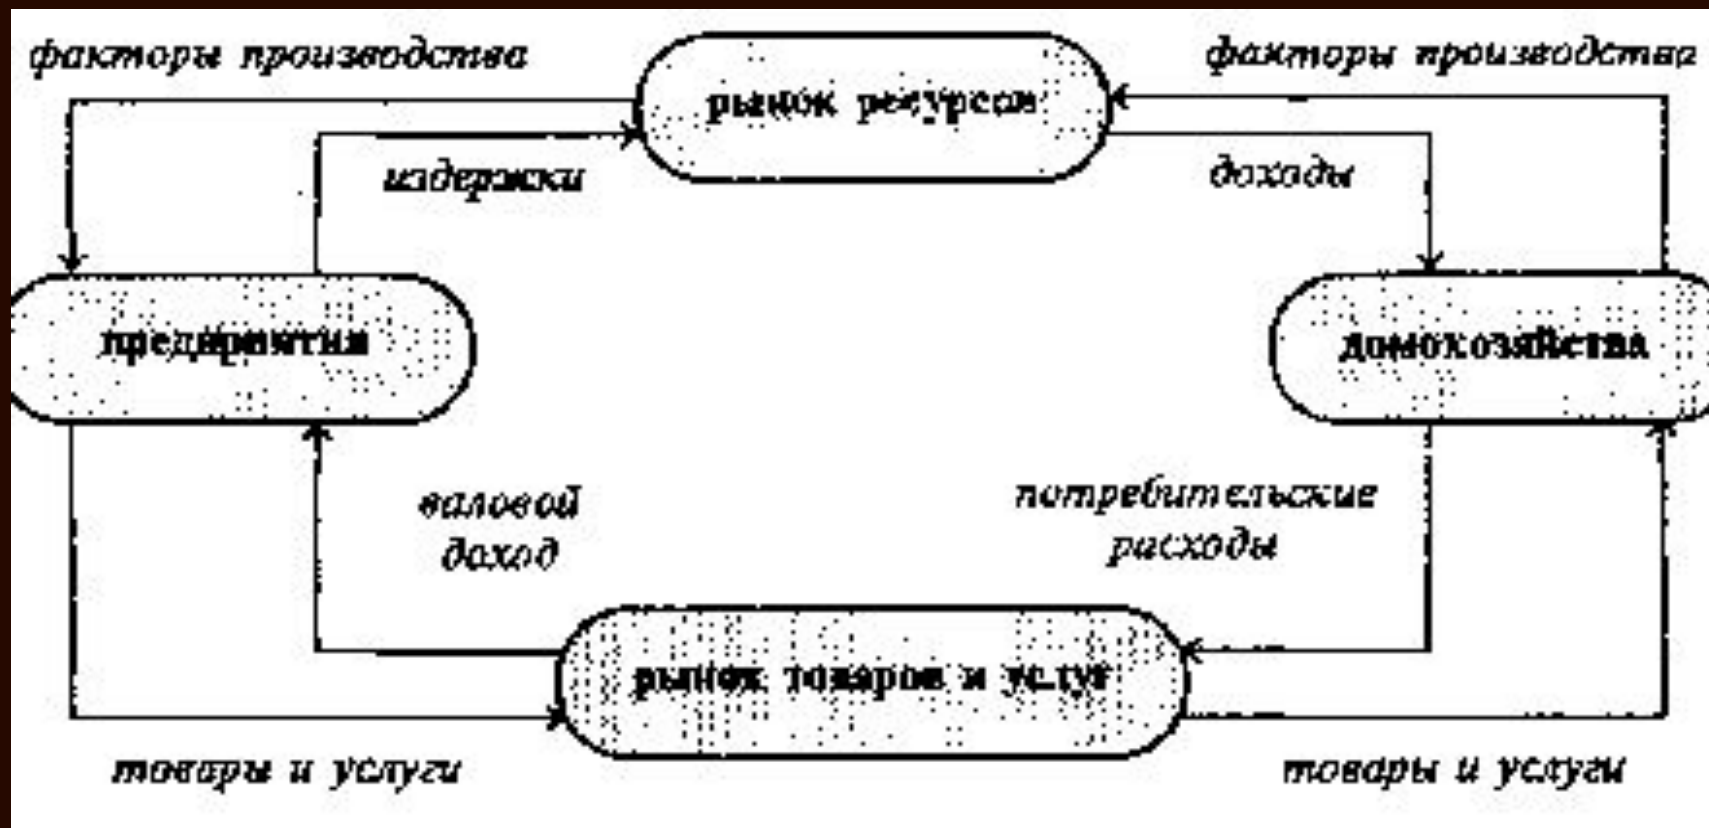 факторы производства
рынок ресурсов
факторы производства
издержки
доходы
предприятия
домохозяйства
валовой
доход
потребительские
расходы
рынок товаров и услуг
товары и услуги
товары и услуги